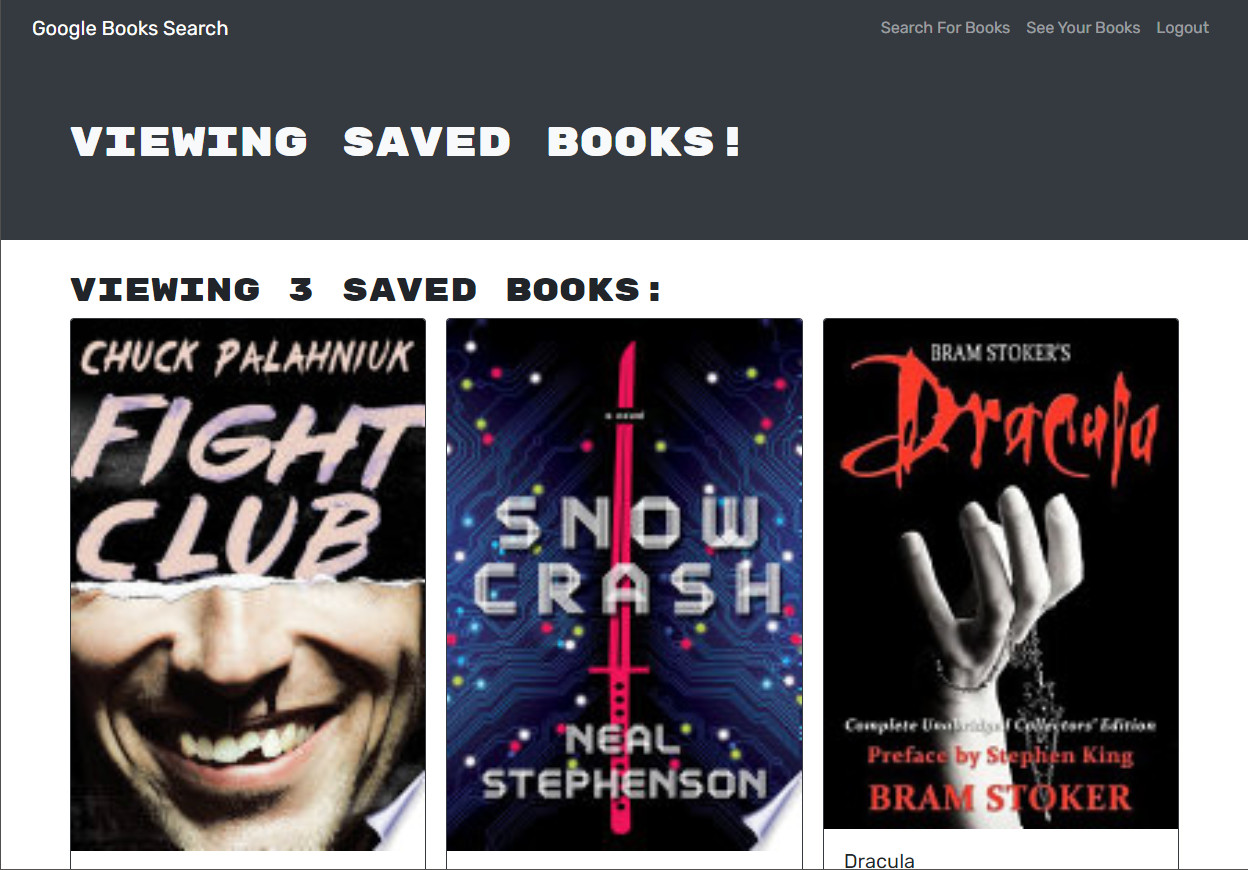 Google Books Search
Search For Books See Your Books Logout
VIEWING SAVED BOOKS!
VIEWING 3 SAVED BOOKS:
CHUCK PALAHNIUK
FIGHT
CLUB
a novel
SNOW
CRASH
NEAL
STEPHENSON
BRAM STOKER'S
Dracula
Complete Unabridged Collectors' Edition
Preface by Stephen King
BRAM STOKER
Dracula